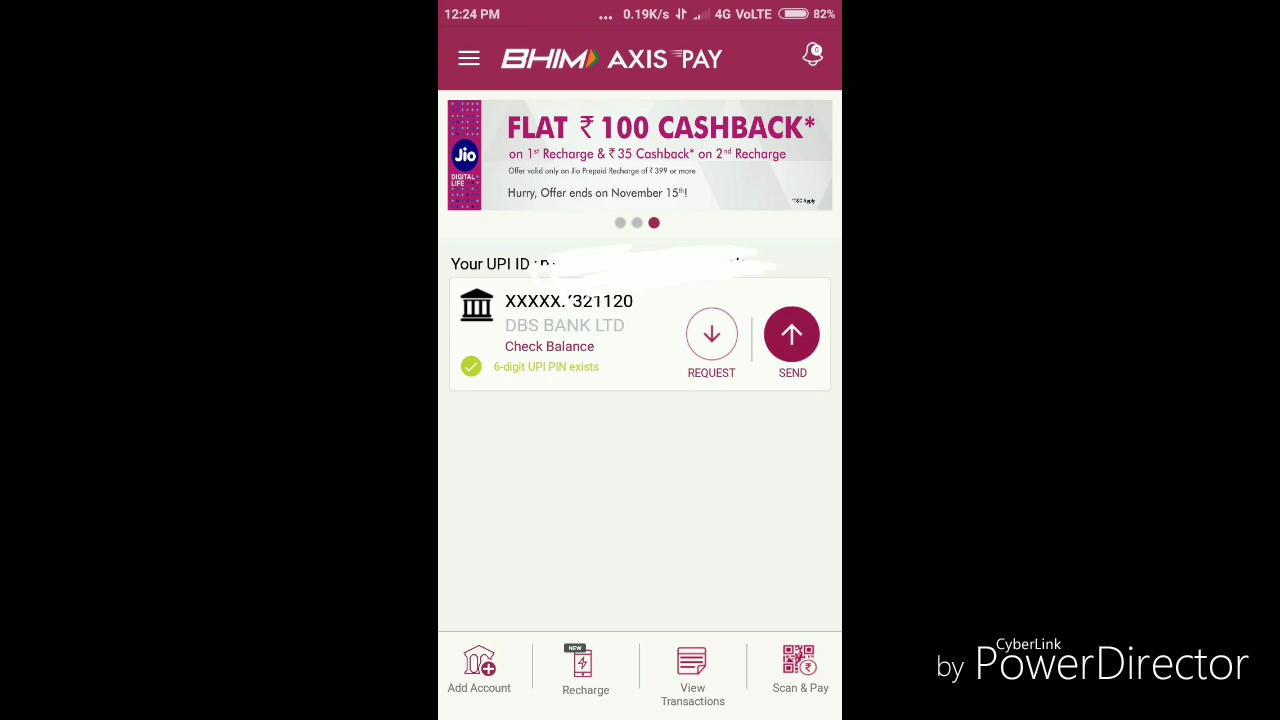 12:24 PM ... 0.19K/s 4G VoLTE 82%
BHIM AXIS PAY
0
FLAT ₹ 100 CASHBACK*
on 1st Recharge & ₹ 35 Cashback* on 2nd Recharge
Offer valid only on Jio Prepaid Recharge of ₹ 399 or more
Hurry, Offer ends on November 15th!
*T&C Apply
Jio
DIGITAL
LIFE
Your UPI ID :
321120
DBS BANK LTD
Check Balance
6-digit UPI PIN exists
REQUEST
SEND
Add Account
NEW
Recharge
View
Transactions
Scan & Pay
CyberLink
by PowerDirector